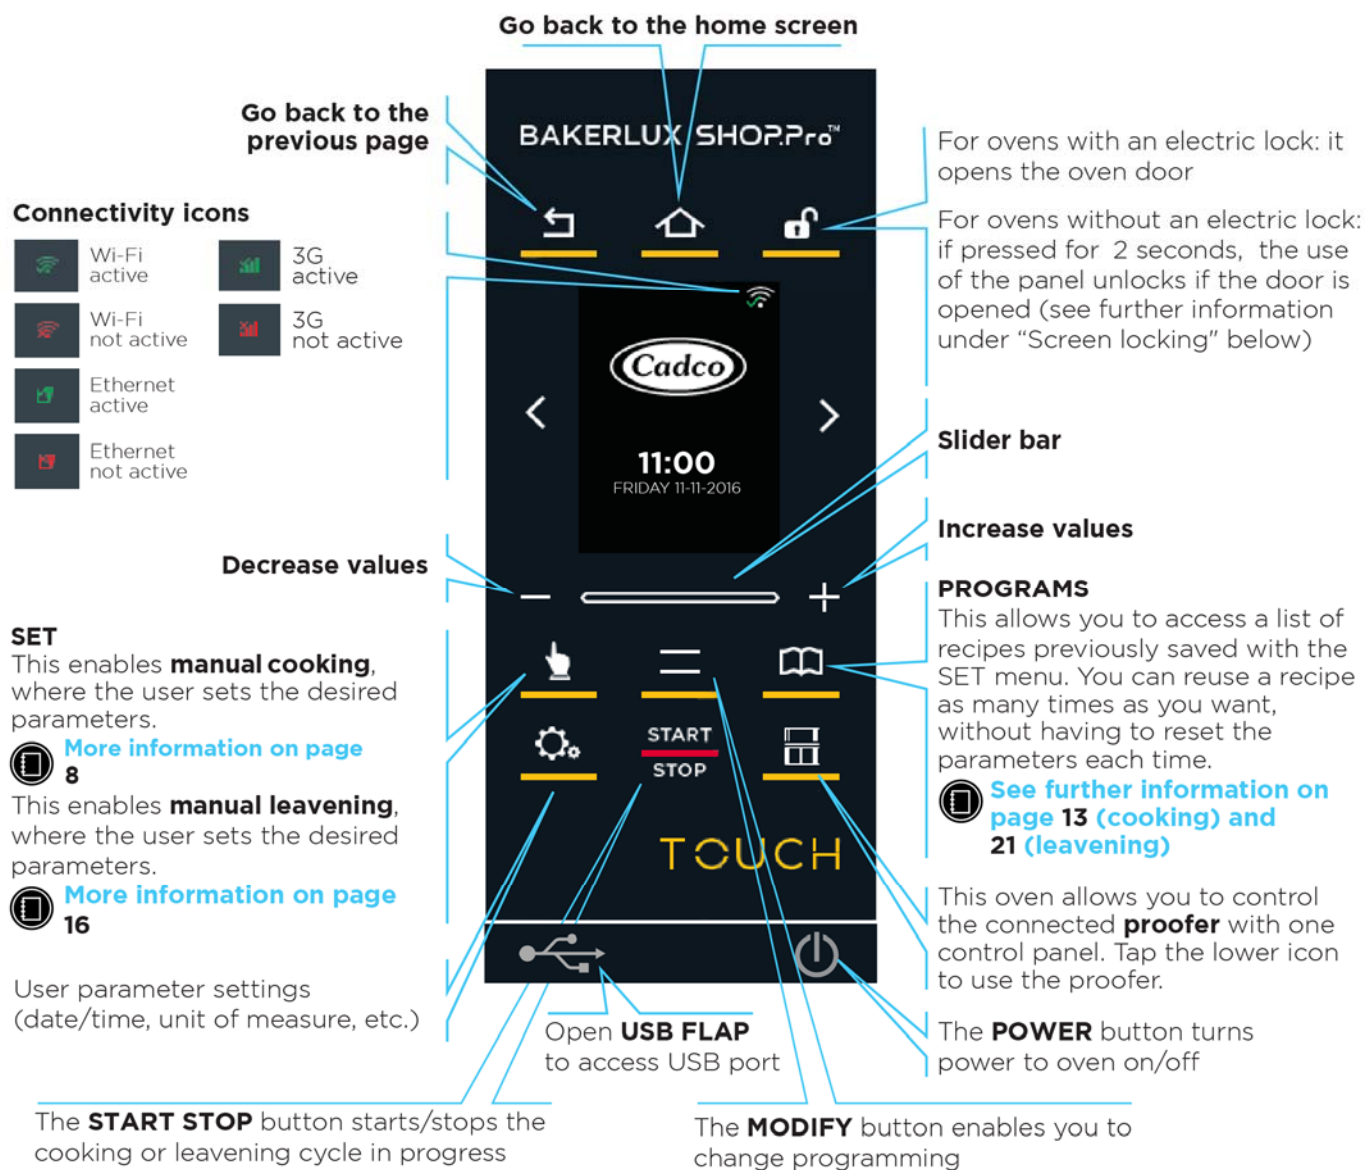 Go back to the home screen
Go back to the
previous page
BAKERLUX SHOP.Pro™
For ovens with an electric lock: it
opens the oven door
For ovens without an electric lock:
if pressed for 2 seconds, the use
of the panel unlocks if the door is
opened (see further information
under “Screen locking" below)
Connectivity icons
Wi-Fi
active
3G
active
Wi-Fi
not active
3G
not active
Ethernet
active
Ethernet
not active
Cadco
11:00
FRIDAY 11-11-2016
Slider bar
Increase values
Decrease values
SET
This enables manual cooking,
where the user sets the desired
parameters.
More information on page
8
This enables manual leavening,
where the user sets the desired
parameters.
More information on page
16
User parameter settings
(date/time, unit of measure, etc.)
START
STOP
TOUCH
PROGRAMS
This allows you to access a list of
recipes previously saved with the
SET menu. You can reuse a recipe
as many times as you want,
without having to reset the
parameters each time.
See further information on
page 13 (cooking) and
21 (leavening)
This oven allows you to control
the connected proofer with one
control panel. Tap the lower icon
to use the proofer.
Open USB FLAP
to access USB port
The POWER button turns
power to oven on/off
The START STOP button starts/stops the
cooking or leavening cycle in progress
The MODIFY button enables you to
change programming